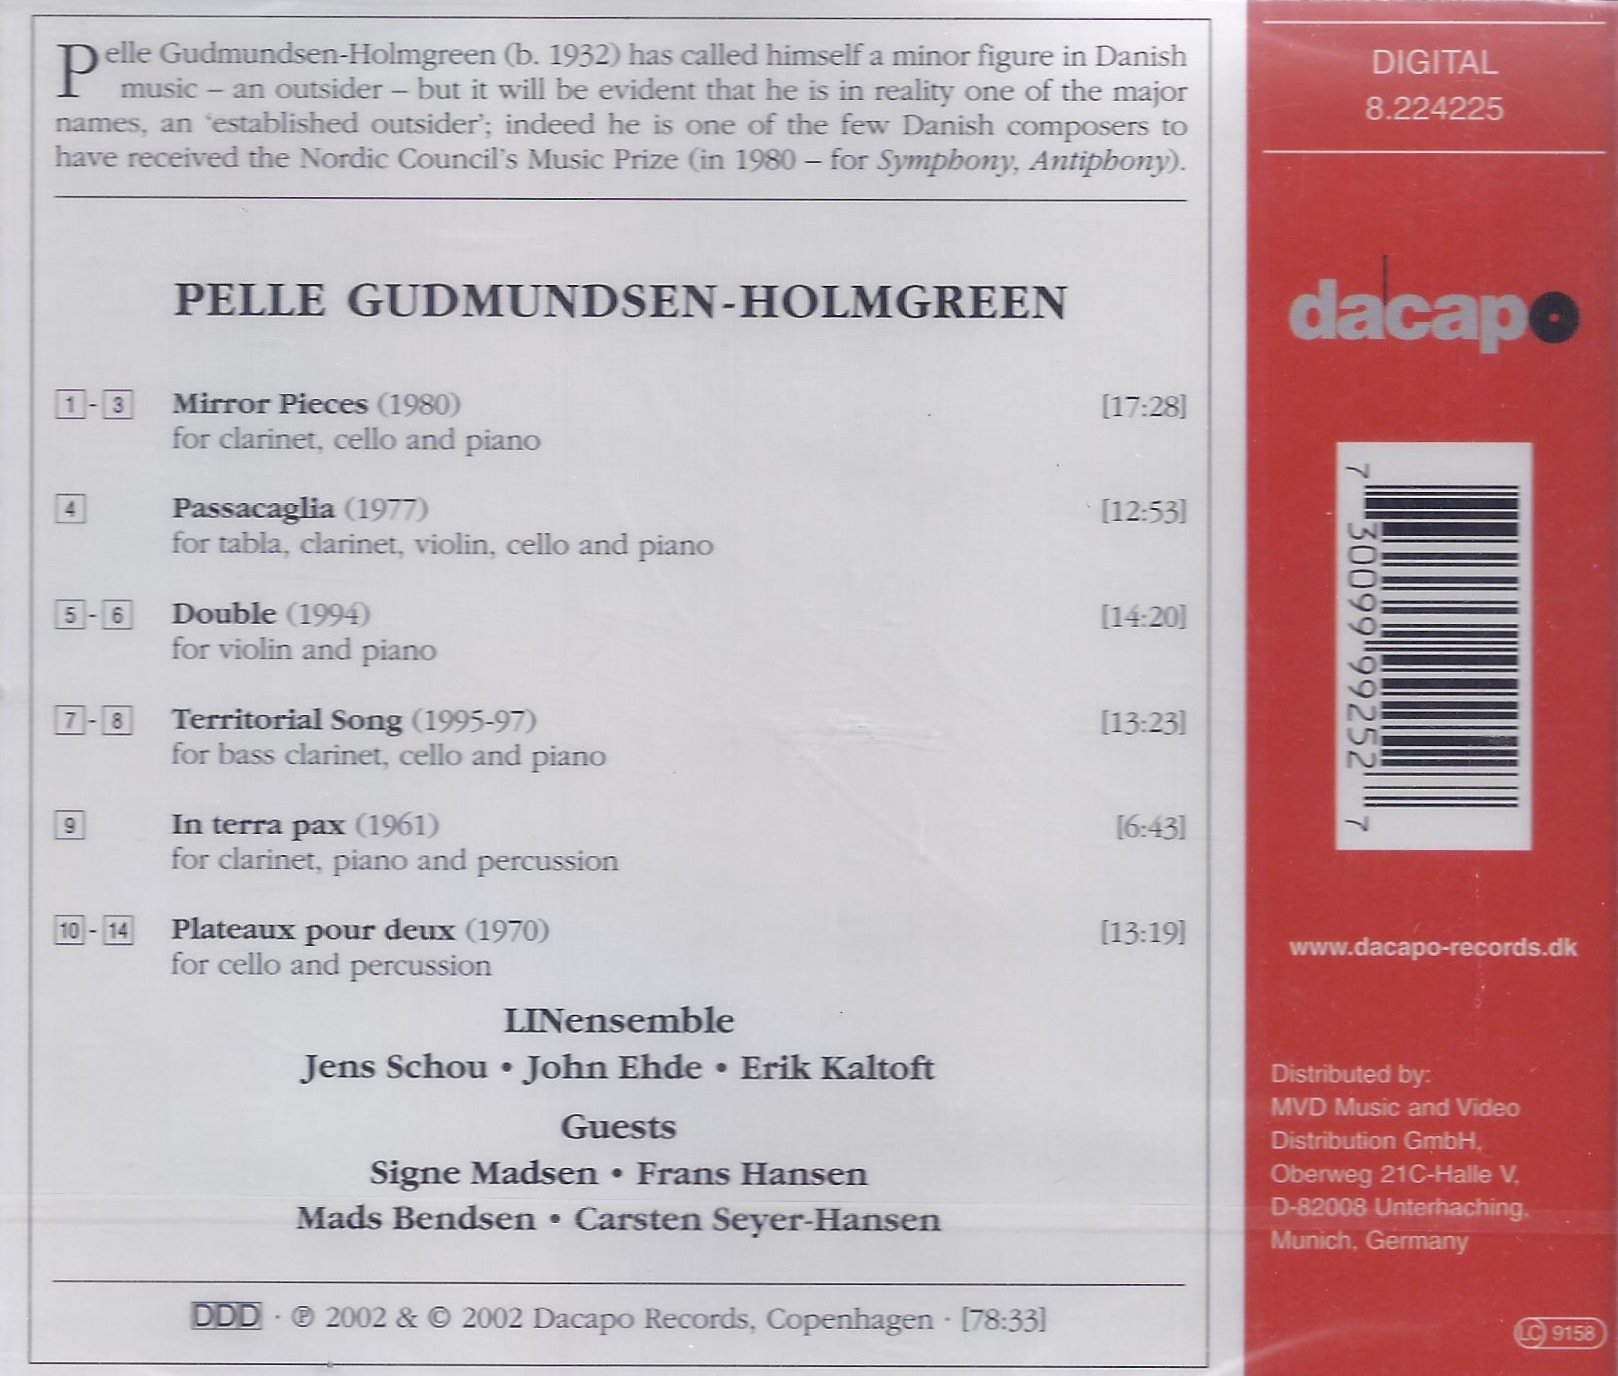 Pelle Gudmundsen-Holmgreen (b. 1932) has called himself a minor figure in Danish
music – an outsider – but it will be evident that he is in reality one of the major
names, an ‘established outsider’; indeed he is one of the few Danish composers to
have received the Nordic Council’s Music Prize (in 1980 – for Symphony, Antiphony).
PELLE GUDMUNDSEN-HOLMGREEN
1 - 3 Mirror Pieces (1980) [17:28]
for clarinet, cello and piano
4 Passacaglia (1977) [12:53]
for tabla, clarinet, violin, cello and piano
5 - 6 Double (1994) [14:20]
for violin and piano
7 - 8 Territorial Song (1995-97) [13:23]
for bass clarinet, cello and piano
9 In terra pax (1961) [6:43]
for clarinet, piano and percussion
10 - 14 Plateaux pour deux (1970) [13:19]
for cello and percussion
LINensemble
Jens Schou • John Ehde • Erik Kaltoft
Guests
Signe Madsen • Frans Hansen
Mads Bendsen • Carsten Seyer-Hansen
DDD · ℗ 2002 & © 2002 Dacapo Records, Copenhagen · [78:33]
DIGITAL
8.224225
dacapo
7 30099 99252 7
www.dacapo-records.dk
Distributed by:
MVD Music and Video
Distribution GmbH,
Oberweg 21C-Halle V,
D-82008 Unterhaching,
Munich, Germany
LC 9158